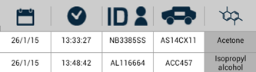 ID
26/1/15 13:33:27 NB3385SS AS14CX11 Acetone
26/1/15 13:48:42 AL116664 ACC457 Isopropyl
alcohol